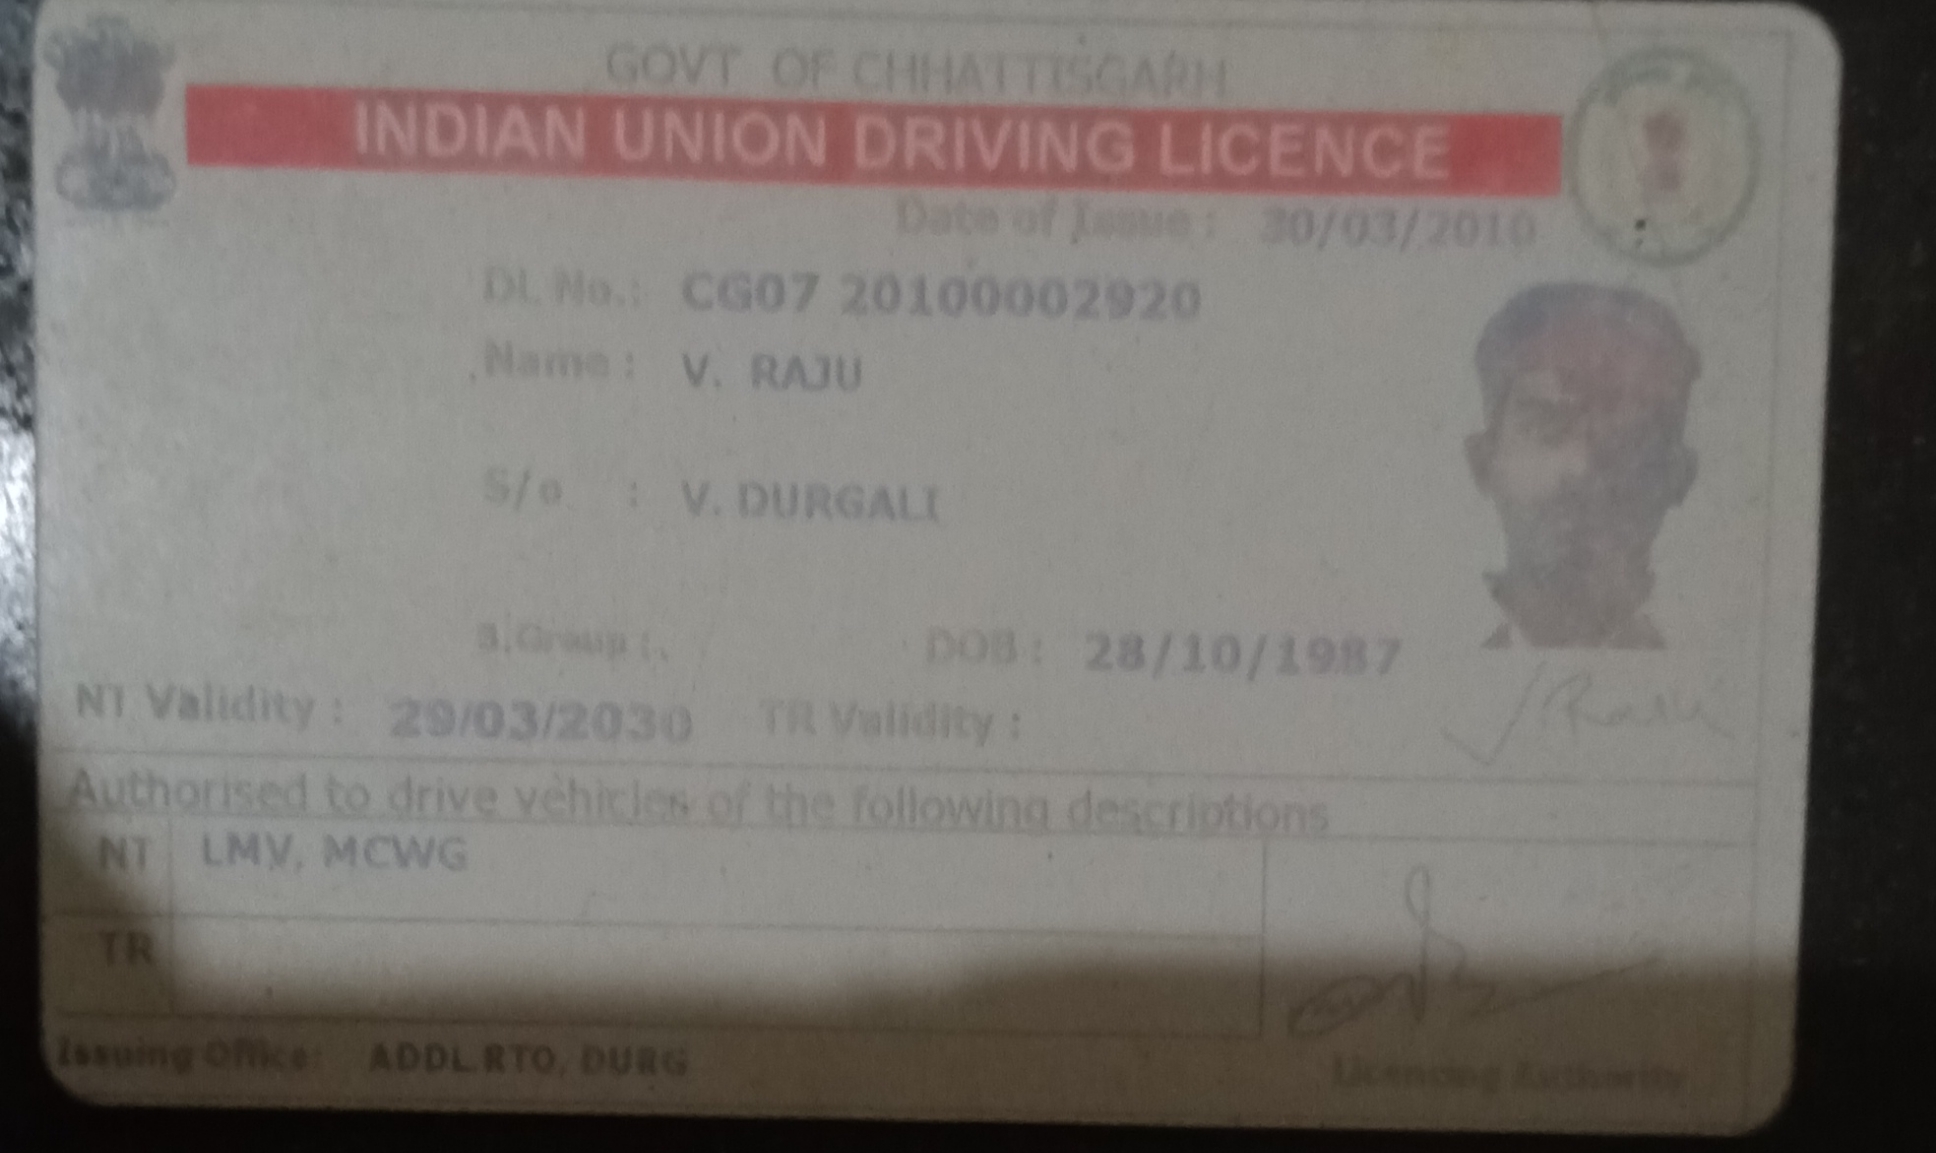 GOVT OF CHHATTISGARH
INDIAN UNION DRIVING LICENCE
Date of Issue : 30/03/2010
DL No.: CG07 20100002920
Name : V. RAJU
S/o : V. DURGALI
B.Group : DOB : 28/10/1987
NT Validity : 29/03/2030 TR Validity :
Raju
Authorised to drive vehicles of the following descriptions
NT LMV, MCWG
TR
Issuing Office: ADDL RTO, DURG
Licencing Authority